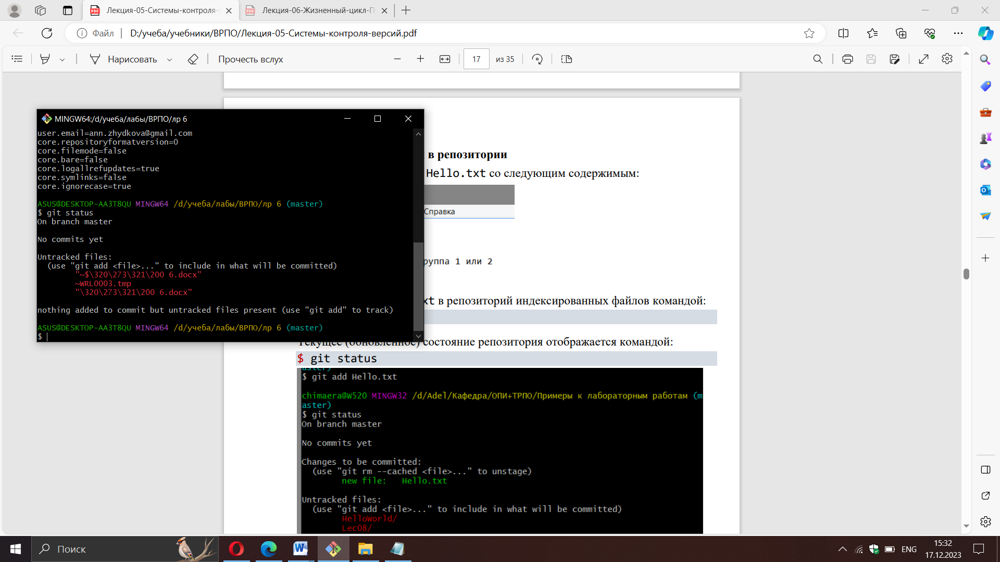 Лекция-05-Системы-контроля-
Лекция-06-Жизненный-цикл-П
Файл
D:/учеба/учебники/ВРПО/Лекция-05-Системы-контроля-версий.pdf
Нарисовать
Прочесть вслух
17
из 35
MINGW64:/d/учеба/лабы/ВРПО/лр 6
user.email=ann.zhydkova@gmail.com
core.repositoryformatversion=0
core.filemode=false
core.bare=false
core.logallrefupdates=true
core.symlinks=false
core.ignorecase=true
ASUS@DESKTOP-AA3T8QU MINGW64 /d/учеба/лабы/ВРПО/лр 6 (master)
$ git status
On branch master
No commits yet
Untracked files:
(use "git add <file>..." to include in what will be committed)
"~$\320\273\321\200 6.docx"
~WRL0003.tmp
"\320\273\321\200 6.docx"
nothing added to commit but untracked files present (use "git add" to track)
ASUS@DESKTOP-AA3T8QU MINGW64 /d/учеба/лабы/ВРПО/лр 6 (master)
$
в репозитории
Hello.txt со следующим содержимым:
Справка
руппа 1 или 2
xt в репозиторий индексированных файлов командой:
Текущее (обновленное) состояние репозитория отображается командой:
$ git status
aster)
$ git add Hello.txt
chimaera@W520 MINGW32 /d/Adel/Кафедра/ОПИ+ТРПО/Примеры к лабораторным работам (m
aster)
$ git status
On branch master
No commits yet
Changes to be committed:
(use "git rm --cached <file>..." to unstage)
new file:   Hello.txt
Untracked files:
(use "git add <file>..." to include in what will be committed)
HelloWorld/
Lec08/
Поиск
ENG
15:32
17.12.2023